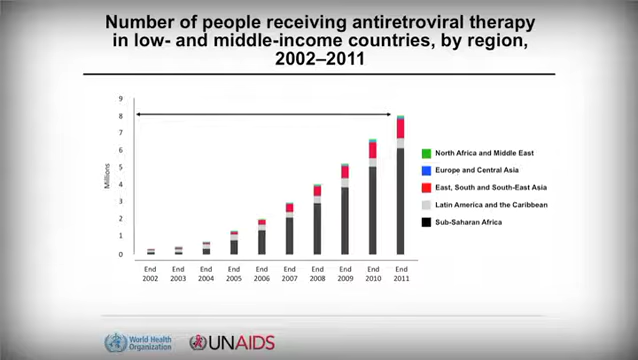 Number of people receiving antiretroviral therapy
in low- and middle-income countries, by region,
2002–2011
9
8
7
6
5
4
3
2
1
0
Millions
End
2002
End
2003
End
2004
End
2005
End
2006
End
2007
End
2008
End
2009
End
2010
End
2011
North Africa and Middle East
Europe and Central Asia
East, South and South-East Asia
Latin America and the Caribbean
Sub-Saharan Africa
World Health
Organization
UNAIDS